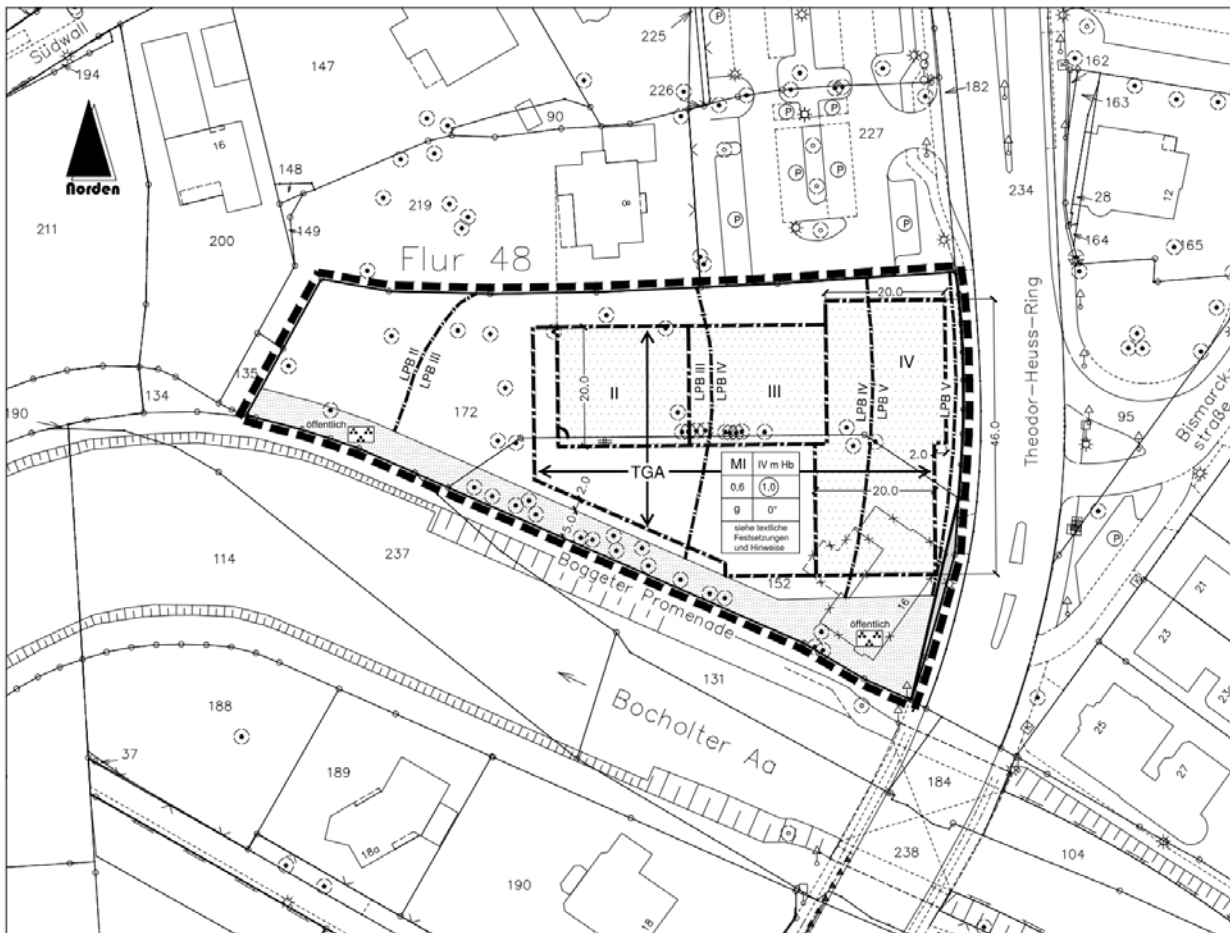 Südwall
194
147
225
226
90
162
163
182
227
16
148
8
149
219
234
28
12
164
165
211
Norden
200
Flur 48
P
P
P
P
P
P
P
P
20.0
135
LPB II
LPB III
LPB III
LPB IV
LPB IV
LPB V
LPB V
IV
II
III
20.0
46.0
Theodor-Heuss-Ring
95
Bismarck-
straße
134
190
172
öffentlich
2.0
TGA
MI
IV m Hb
0,6
1,0
g
0°
siehe textliche
Festsetzungen
und Hinweise
20.0
2.0
5.0
P
114
237
Boggeter Promenade
152
16
öffentlich
21
23
25
27
131
Bocholter Aa
188
37
189
18a
184
190
18
238
104